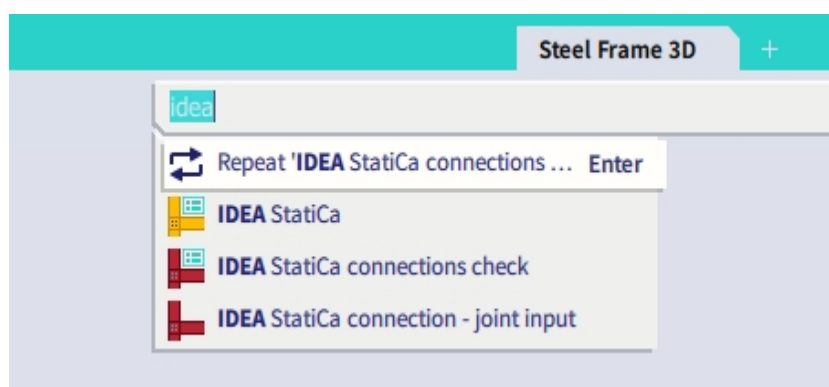 Steel Frame 3D +
idea
Repeat 'IDEA StatiCa connections ... Enter
IDEA StatiCa
IDEA StatiCa connections check
IDEA StatiCa connection - joint input